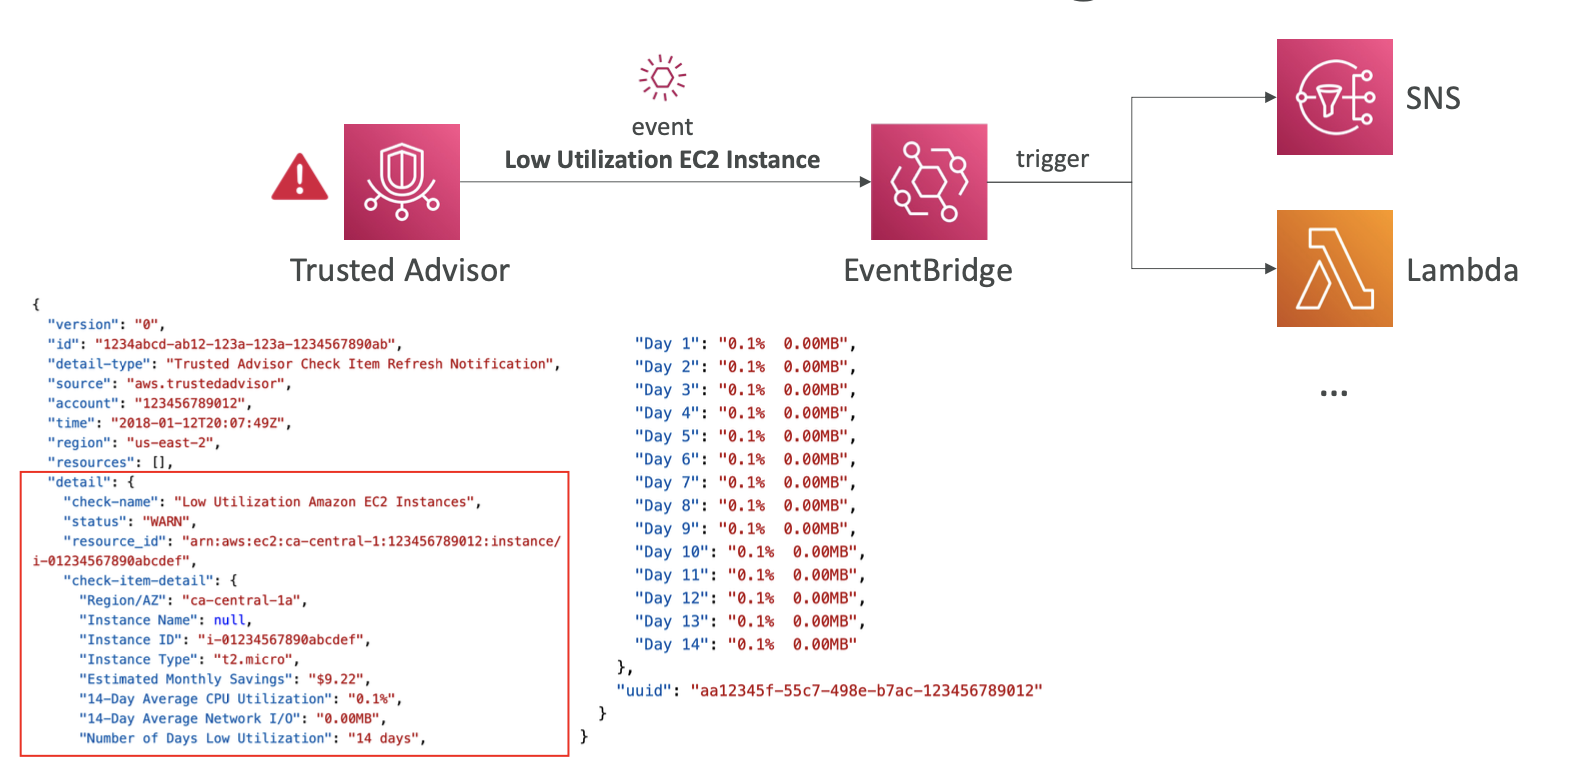 event
Low Utilization EC2 Instance
trigger
SNS
Trusted Advisor
EventBridge
Lambda
...
{
"version": "0",
"id": "1234abcd-ab12-123a-123a-1234567890ab",
"detail-type": "Trusted Advisor Check Item Refresh Notification",
"source": "aws.trustedadvisor",
"account": "123456789012",
"time": "2018-01-12T20:07:49Z",
"region": "us-east-2",
"resources": [],
"detail": {
"check-name": "Low Utilization Amazon EC2 Instances",
"status": "WARN",
"resource_id": "arn:aws:ec2:ca-central-1:123456789012:instance/
i-01234567890abcdef",
"check-item-detail": {
"Region/AZ": "ca-central-1a",
"Instance Name": null,
"Instance ID": "i-01234567890abcdef",
"Instance Type": "t2.micro",
"Estimated Monthly Savings": "$9.22",
"14-Day Average CPU Utilization": "0.1%",
"14-Day Average Network I/O": "0.00MB",
"Number of Days Low Utilization": "14 days",
"Day 1": "0.1%  0.00MB",
"Day 2": "0.1%  0.00MB",
"Day 3": "0.1%  0.00MB",
"Day 4": "0.1%  0.00MB",
"Day 5": "0.1%  0.00MB",
"Day 6": "0.1%  0.00MB",
"Day 7": "0.1%  0.00MB",
"Day 8": "0.1%  0.00MB",
"Day 9": "0.1%  0.00MB",
"Day 10": "0.1%  0.00MB",
"Day 11": "0.1%  0.00MB",
"Day 12": "0.1%  0.00MB",
"Day 13": "0.1%  0.00MB",
"Day 14": "0.1%  0.00MB"
},
"uuid": "aa12345f-55c7-498e-b7ac-123456789012"
}
}